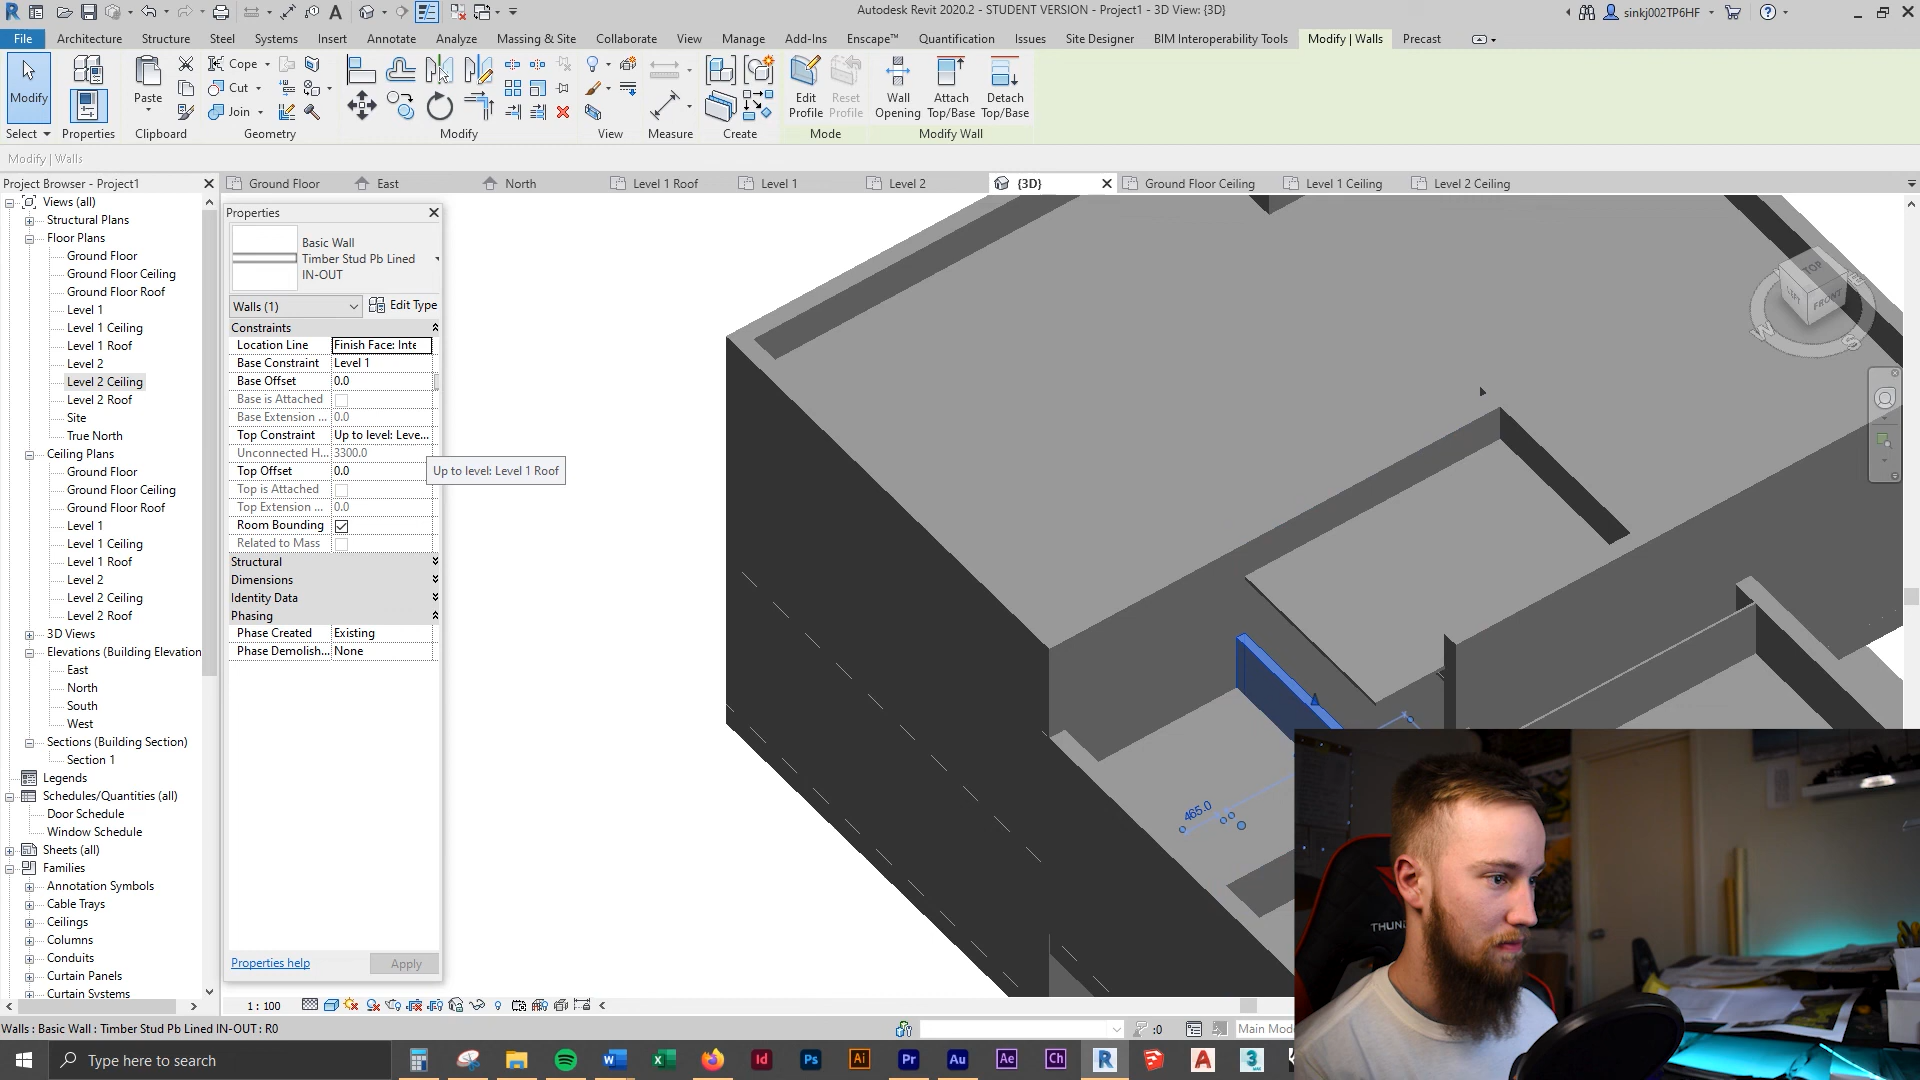 Autodesk Revit 2020.2 - STUDENT VERSION - Project1 - 3D View: {3D}
sinkj002TP6HF
File Architecture Structure Steel Systems Insert Annotate Analyze Massing & Site Collaborate View Manage Add-Ins Enscape™ Quantification Issues Site Designer BIM Interoperability Tools Modify | Walls Precast
Modify
Paste
Cope
Cut
Join
Edit Profile
Reset Profile
Wall Opening
Attach Top/Base
Detach Top/Base
Select Properties Clipboard Geometry Modify View Measure Create Mode Modify Wall
Modify | Walls
Project Browser - Project1
Ground Floor East North Level 1 Roof Level 1 Level 2 {3D} Ground Floor Ceiling Level 1 Ceiling Level 2 Ceiling
Views (all)
Structural Plans
Floor Plans
Ground Floor
Ground Floor Ceiling
Ground Floor Roof
Level 1
Level 1 Ceiling
Level 1 Roof
Level 2
Level 2 Ceiling
Level 2 Roof
Site
True North
Ceiling Plans
Ground Floor
Ground Floor Ceiling
Ground Floor Roof
Level 1
Level 1 Ceiling
Level 1 Roof
Level 2
Level 2 Ceiling
Level 2 Roof
3D Views
Elevations (Building Elevation
East
North
South
West
Sections (Building Section)
Section 1
Legends
Schedules/Quantities (all)
Door Schedule
Window Schedule
Sheets (all)
Families
Annotation Symbols
Cable Trays
Ceilings
Columns
Conduits
Curtain Panels
Curtain Systems
Properties
Basic Wall
Timber Stud Pb Lined
IN-OUT
Walls (1) Edit Type
Constraints
Location Line Finish Face: Inte
Base Constraint Level 1
Base Offset 0.0
Base is Attached
Base Extension ... 0.0
Top Constraint Up to level: Leve...
Unconnected H... 3300.0
Top Offset 0.0
Top is Attached
Top Extension ... 0.0
Room Bounding
Related to Mass
Structural
Dimensions
Identity Data
Phasing
Phase Created Existing
Phase Demolish... None
Properties help Apply
Up to level: Level 1 Roof
TOP
LEFT
FRONT
W
S
E
465.0
THUND
1 : 100
Walls : Basic Wall : Timber Stud Pb Lined IN-OUT : R0
:0
Main Mod
Type here to search
W
Id
Ps
Ai
Pr
Au
Ae
Ch
R
A
3